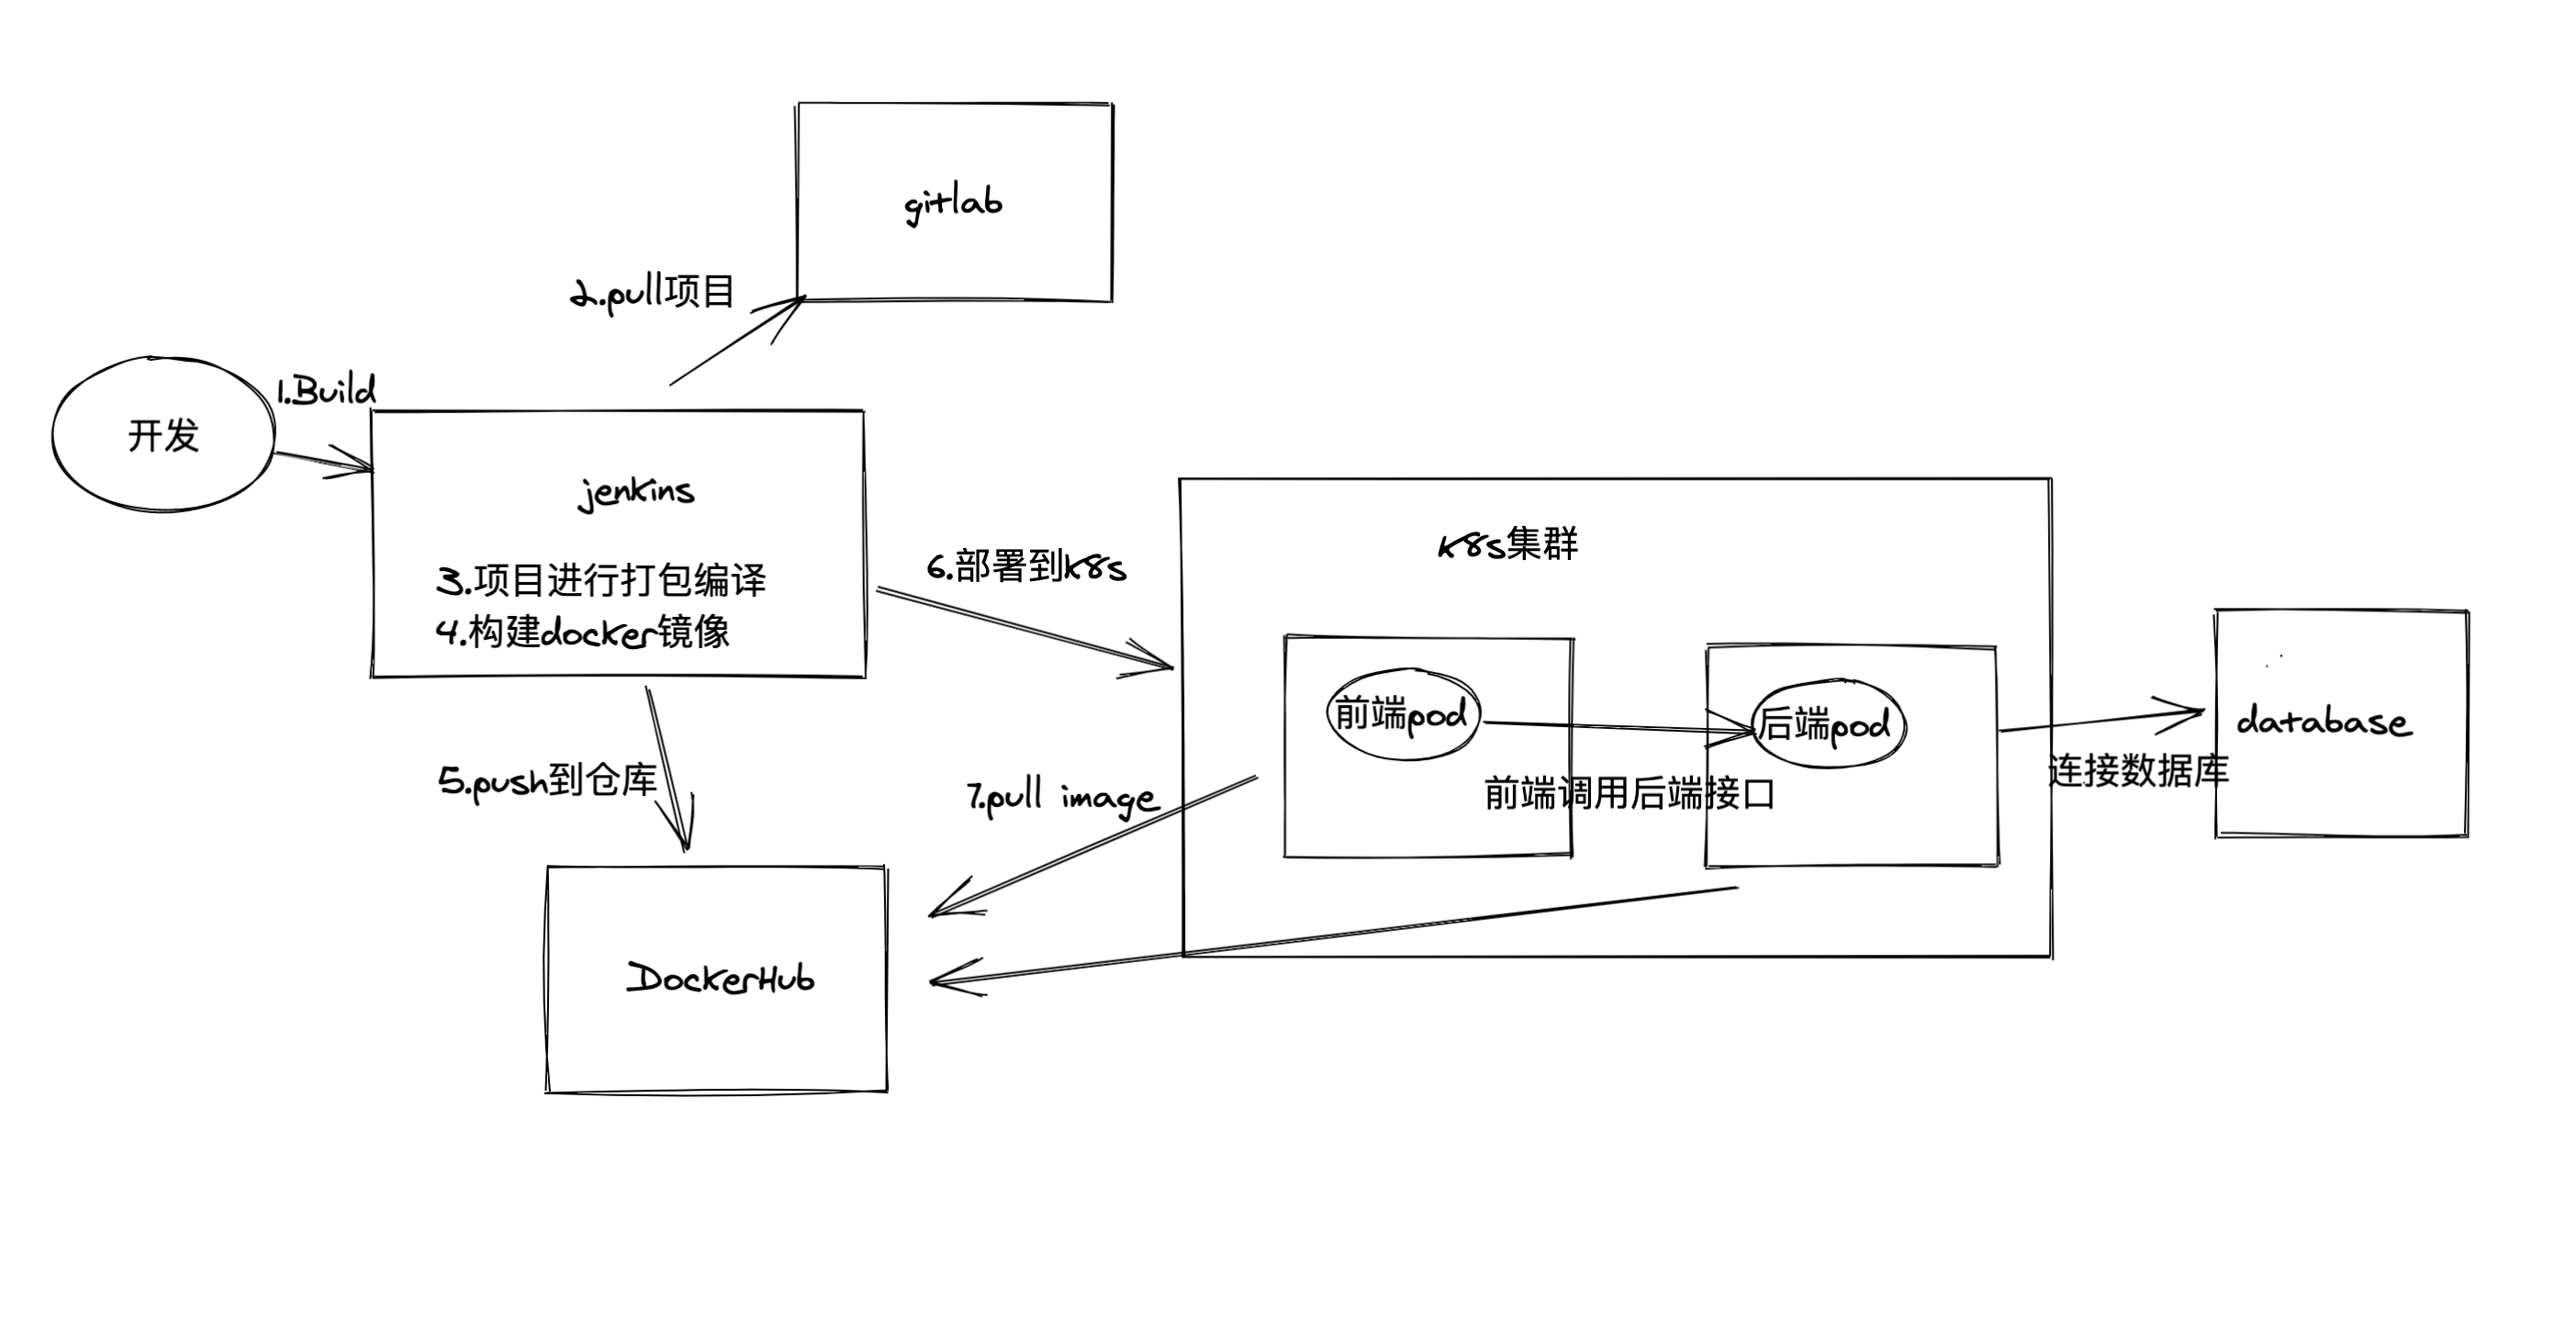 gitlab
2.pull项目
1.Build
开发
jenkins
3.项目进行打包编译
4.构建docker镜像
6.部署到k8s
k8s集群
前端pod
后端pod
database
前端调用后端接口
连接数据库
5.push到仓库
7.pull image
DockerHub